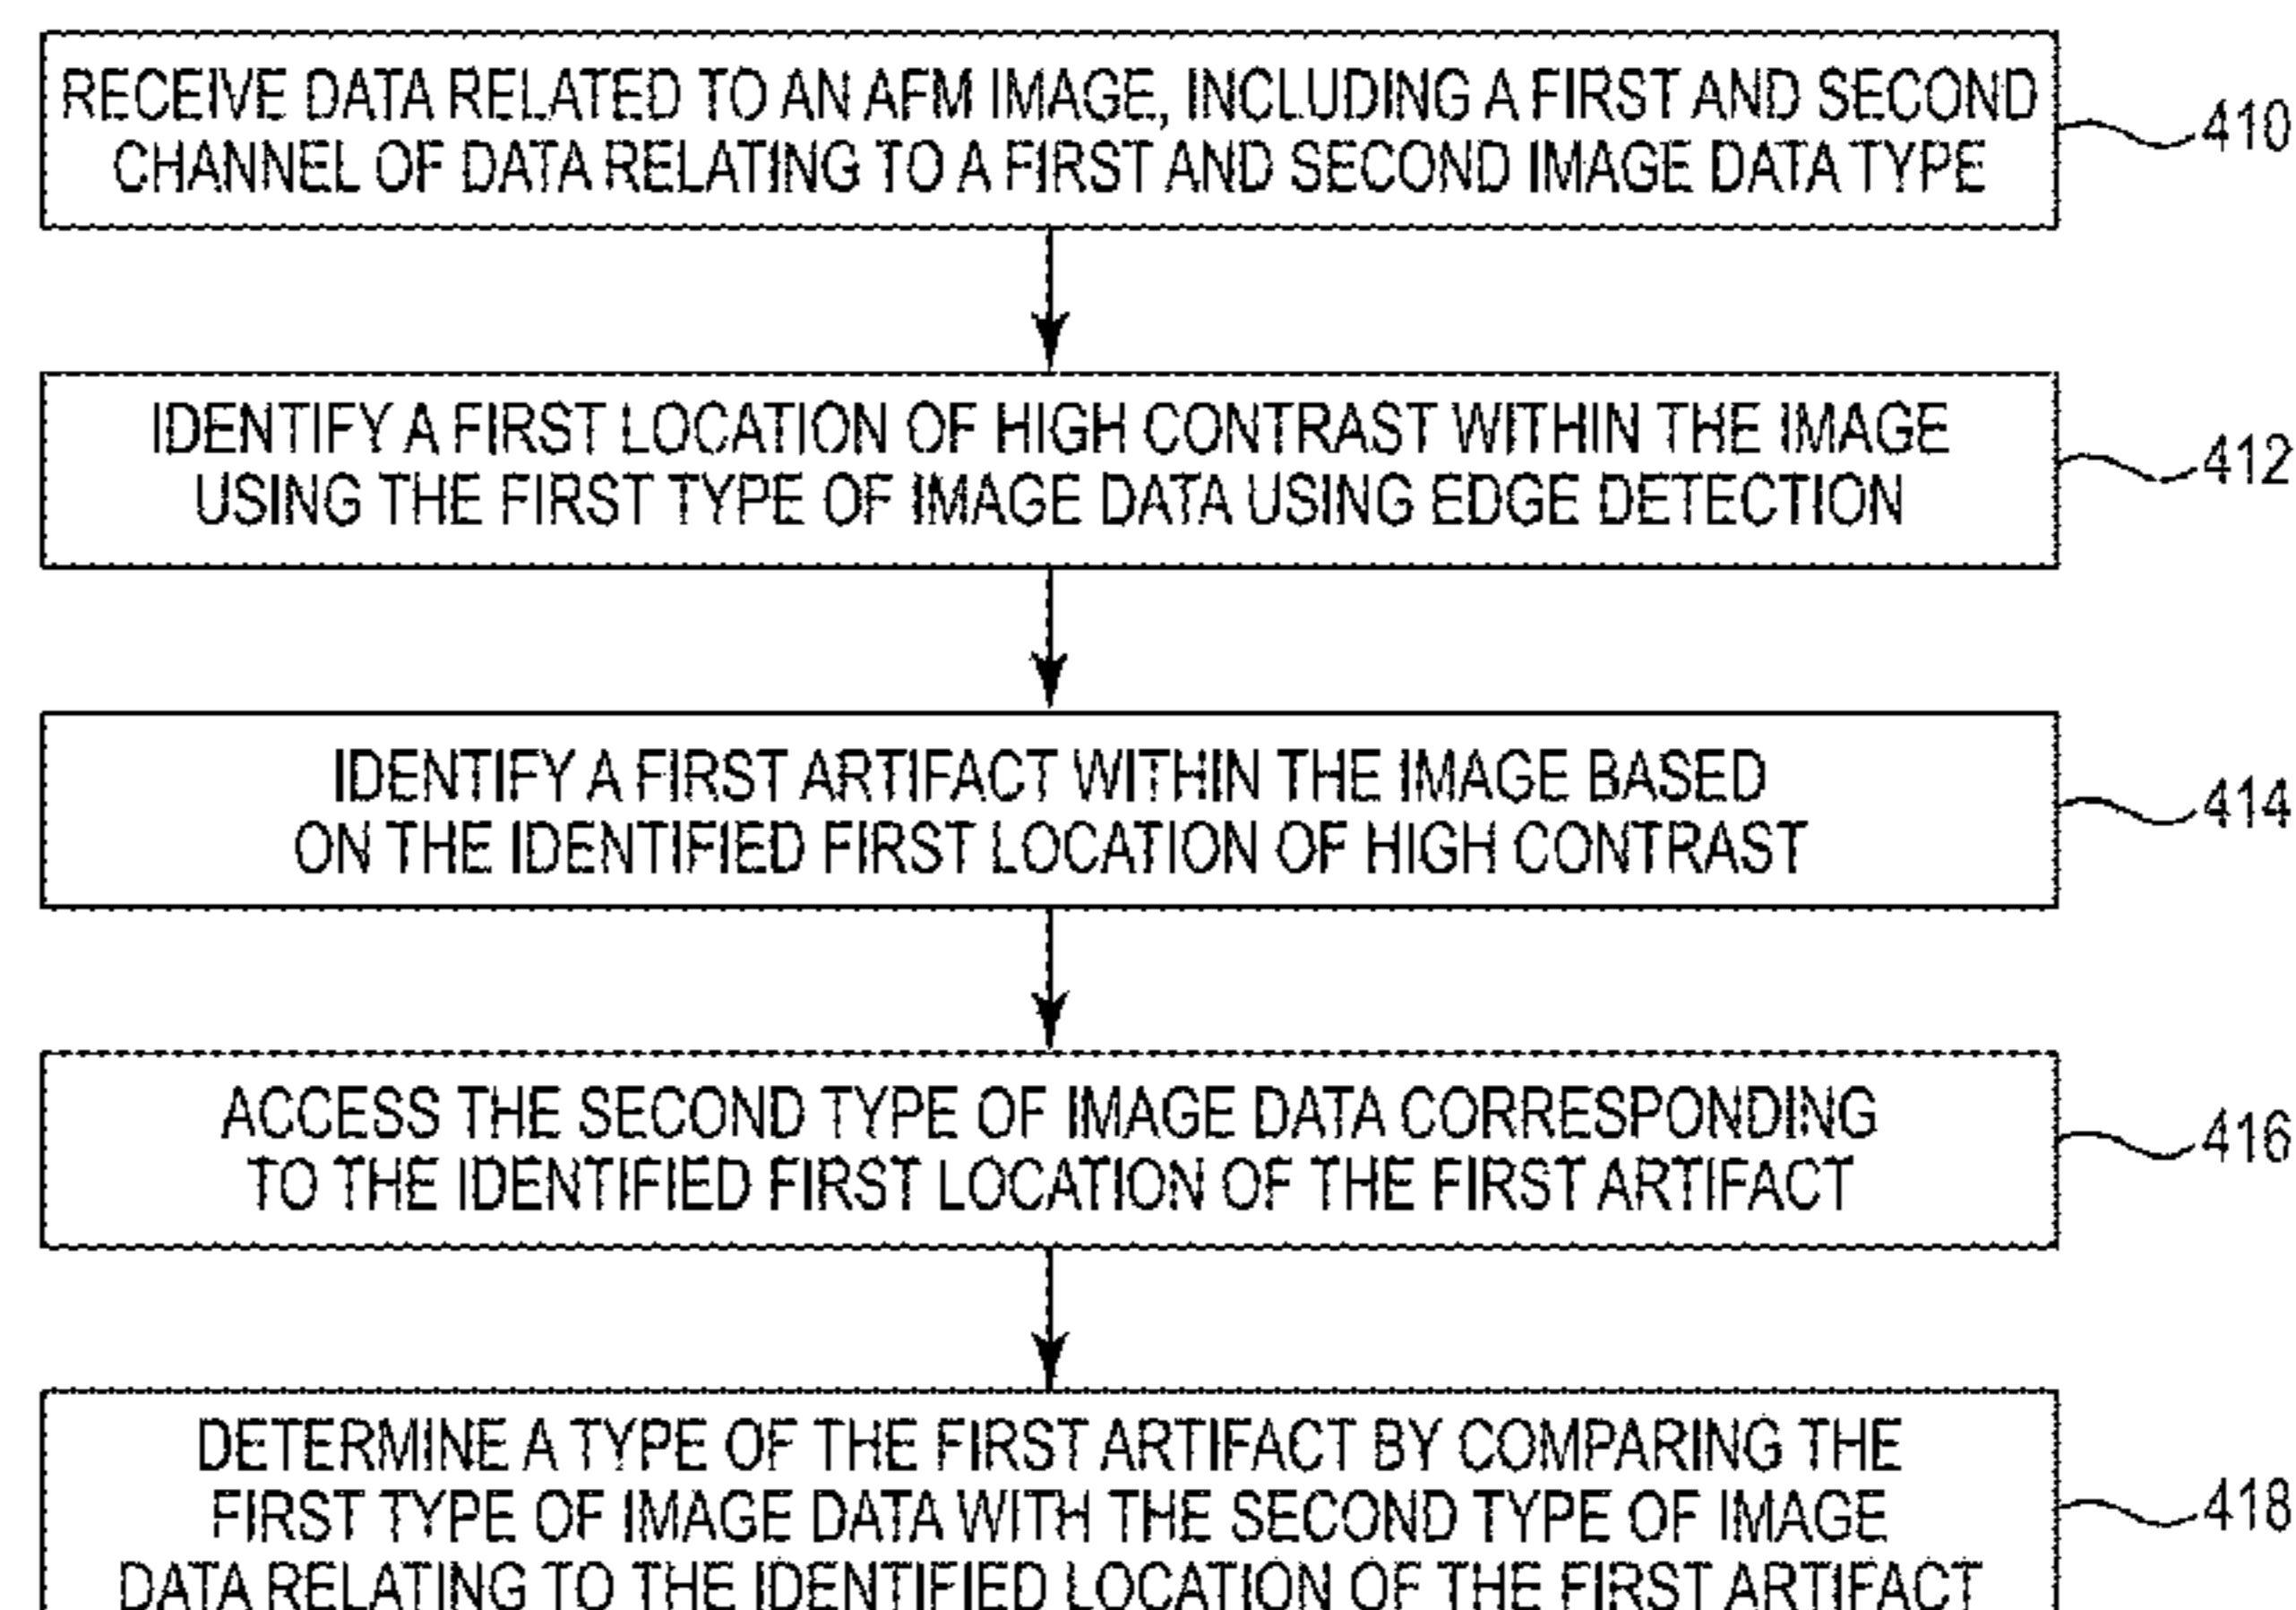 RECEIVE DATA RELATED TO AN AFM IMAGE, INCLUDING A FIRST AND SECOND
CHANNEL OF DATA RELATING TO A FIRST AND SECOND IMAGE DATA TYPE
410
IDENTIFY A FIRST LOCATION OF HIGH CONTRAST WITHIN THE IMAGE
USING THE FIRST TYPE OF IMAGE DATA USING EDGE DETECTION
412
IDENTIFY A FIRST ARTIFACT WITHIN THE IMAGE BASED
ON THE IDENTIFIED FIRST LOCATION OF HIGH CONTRAST
414
ACCESS THE SECOND TYPE OF IMAGE DATA CORRESPONDING
TO THE IDENTIFIED FIRST LOCATION OF THE FIRST ARTIFACT
416
DETERMINE A TYPE OF THE FIRST ARTIFACT BY COMPARING THE
FIRST TYPE OF IMAGE DATA WITH THE SECOND TYPE OF IMAGE
DATA RELATING TO THE IDENTIFIED LOCATION OF THE FIRST ARTIFACT
418